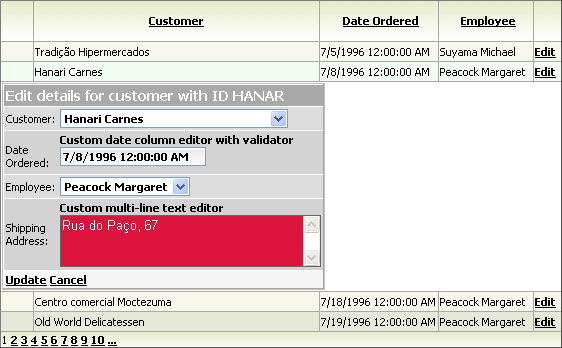 Customer Date Ordered Employee
Tradição Hipermercados 7/5/1996 12:00:00 AM Suyama Michael Edit
Hanari Carnes 7/8/1996 12:00:00 AM Peacock Margaret Edit
Edit details for customer with ID HANAR
Customer: Hanari Carnes
Custom date column editor with validator
Date Ordered: 7/8/1996 12:00:00 AM
Employee: Peacock Margaret
Custom multi-line text editor
Shipping Address: Rua do Paço, 67
Update Cancel
Centro comercial Moctezuma 7/18/1996 12:00:00 AM Peacock Margaret Edit
Old World Delicatessen 7/19/1996 12:00:00 AM Peacock Margaret Edit
1 2 3 4 5 6 7 8 9 10 ...